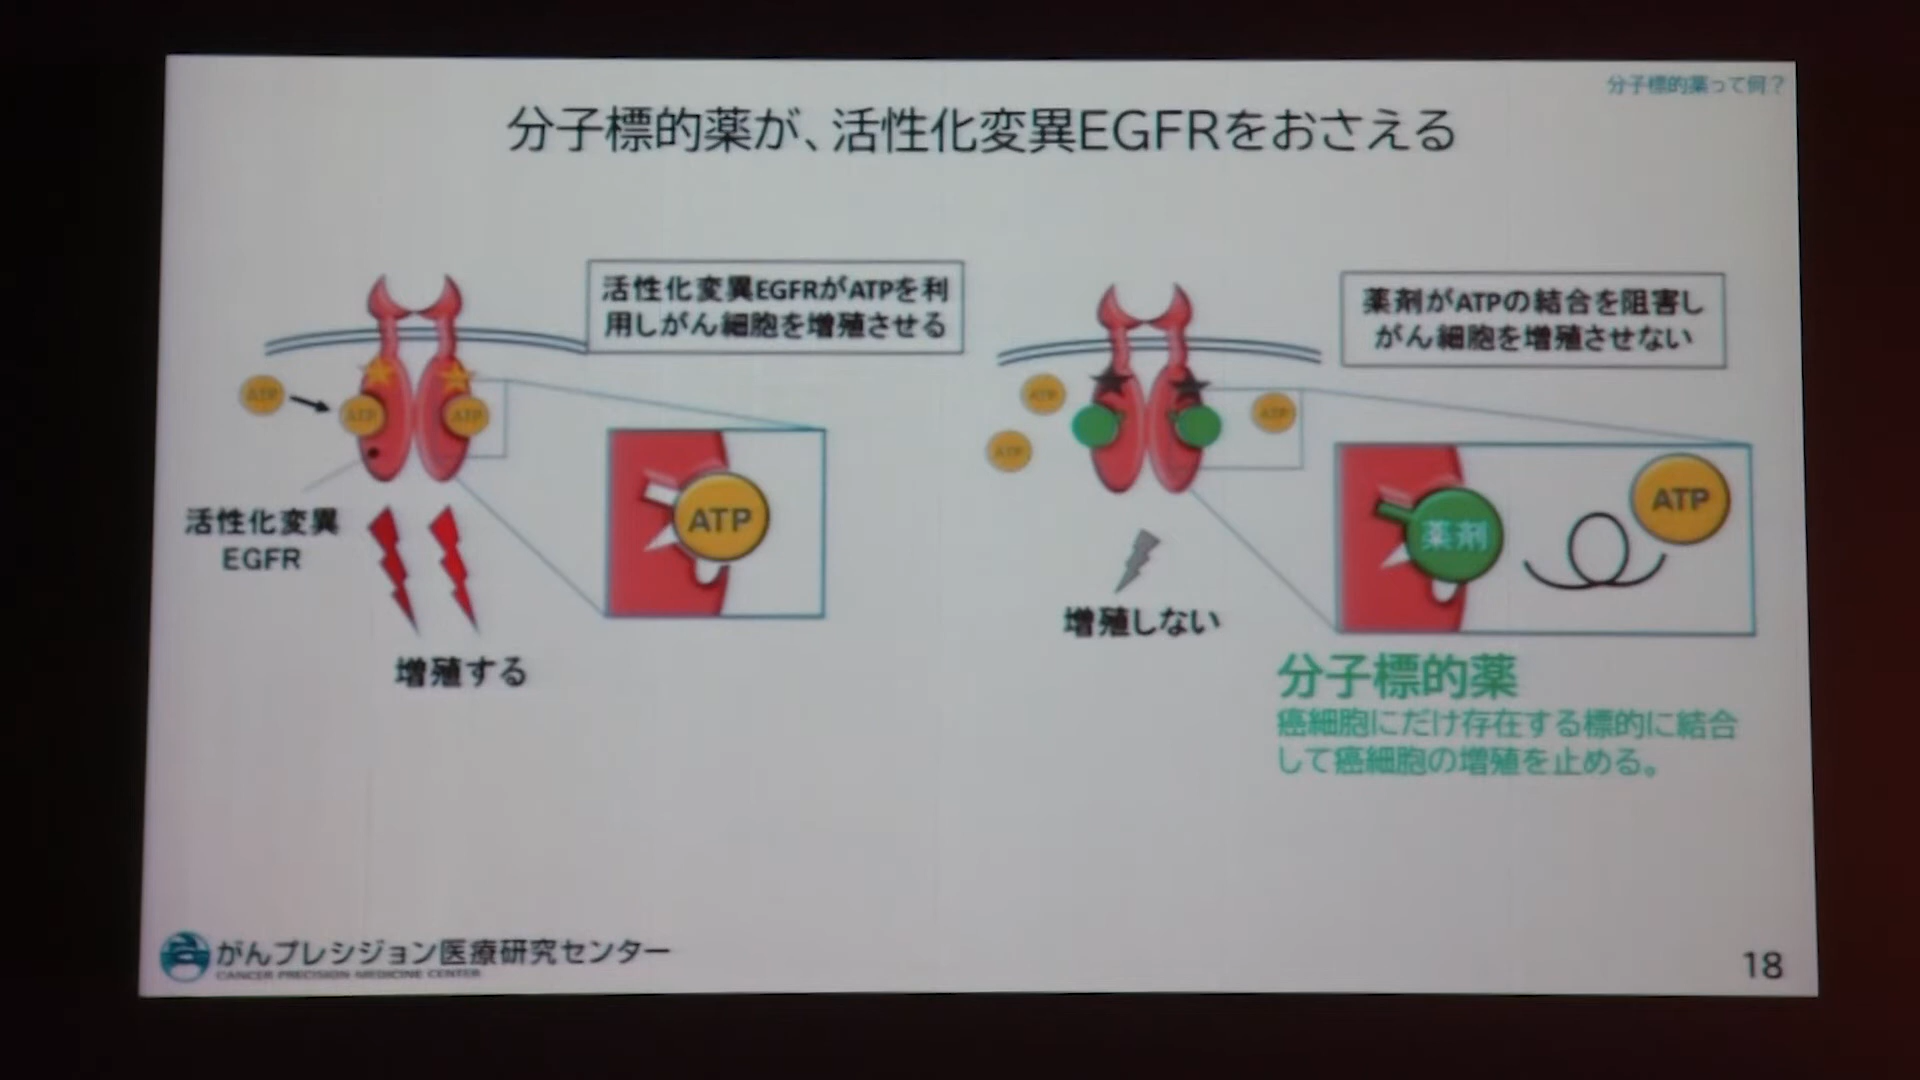 分子標的薬って何?
分子標的薬が、活性化変異EGFRをおさえる
活性化変異EGFRがATPを利
用しがん細胞を増殖させる
ATP
ATP
ATP
ATP
活性化変異
EGFR
増殖する
薬剤がATPの結合を阻害し
がん細胞を増殖させない
ATP
ATP
ATP
薬剤
ATP
増殖しない
分子標的薬
癌細胞にだけ存在する標的に結合
して癌細胞の増殖を止める。
がんプレシジョン医療研究センター
CANCER PRECISION MEDICINE CENTER
18